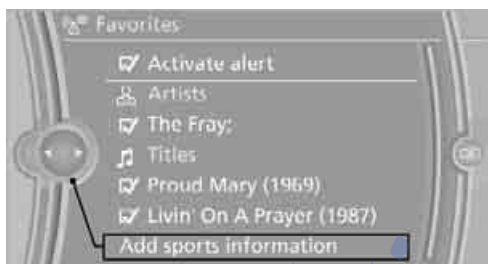 Favorites
Activate alert
Artists
The Fray;
Titles
Proud Mary (1969)
Livin' On A Prayer (1987)
Add sports information